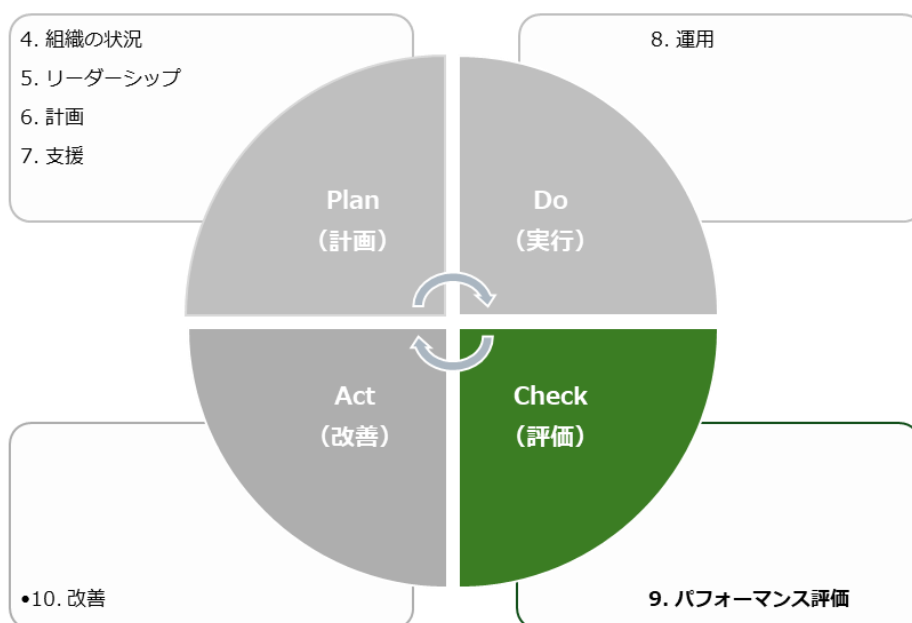 4. 組織の状況
5. リーダーシップ
6. 計画
7. 支援
8. 運用
Plan
（計画）
Do
（実行）
Act
（改善）
Check
（評価）
•10. 改善
9. パフォーマンス評価